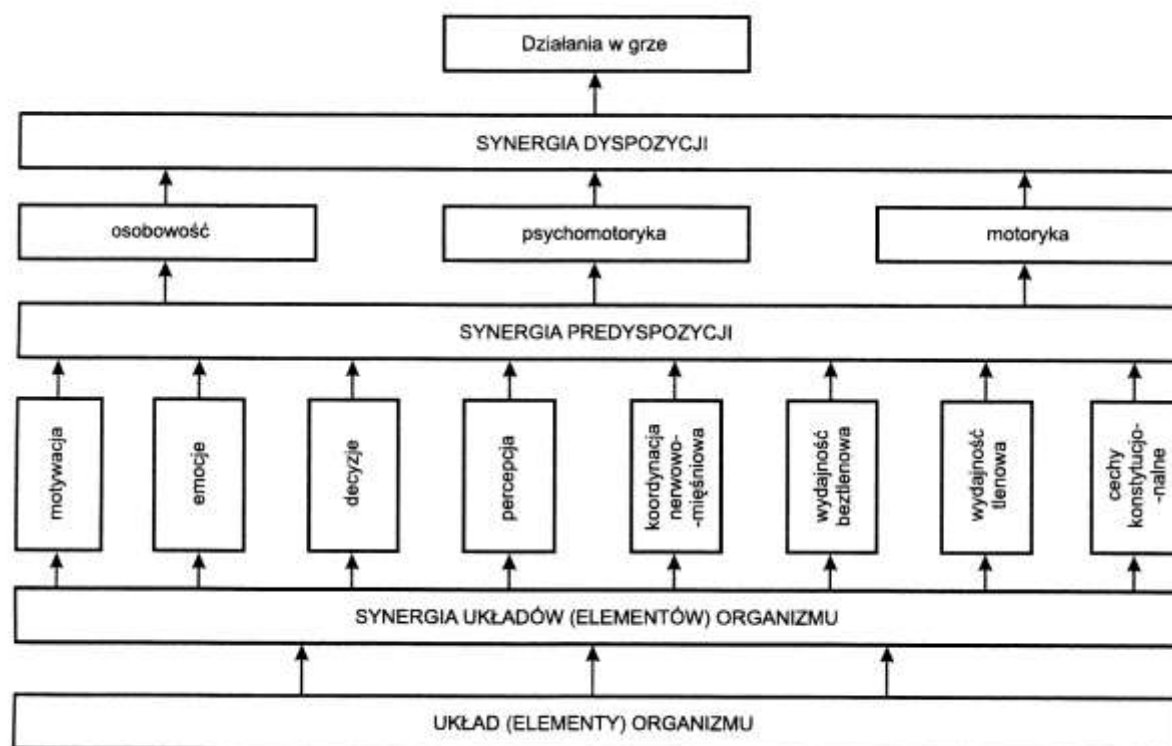 Działania w grze
SYNERGIA DYSPOZYCJI
osobowość
psychomotoryka
motoryka
SYNERGIA PREDYSPOZYCJI
motywacja
emocje
decyzje
percepcja
koordynacja
nerwowo-
-mięśniowa
wydajność
beztlenowa
wydajność
tlenowa
cechy
konstytucjo-
-nalne
SYNERGIA UKŁADÓW (ELEMENTÓW) ORGANIZMU
UKŁAD (ELEMENTY) ORGANIZMU